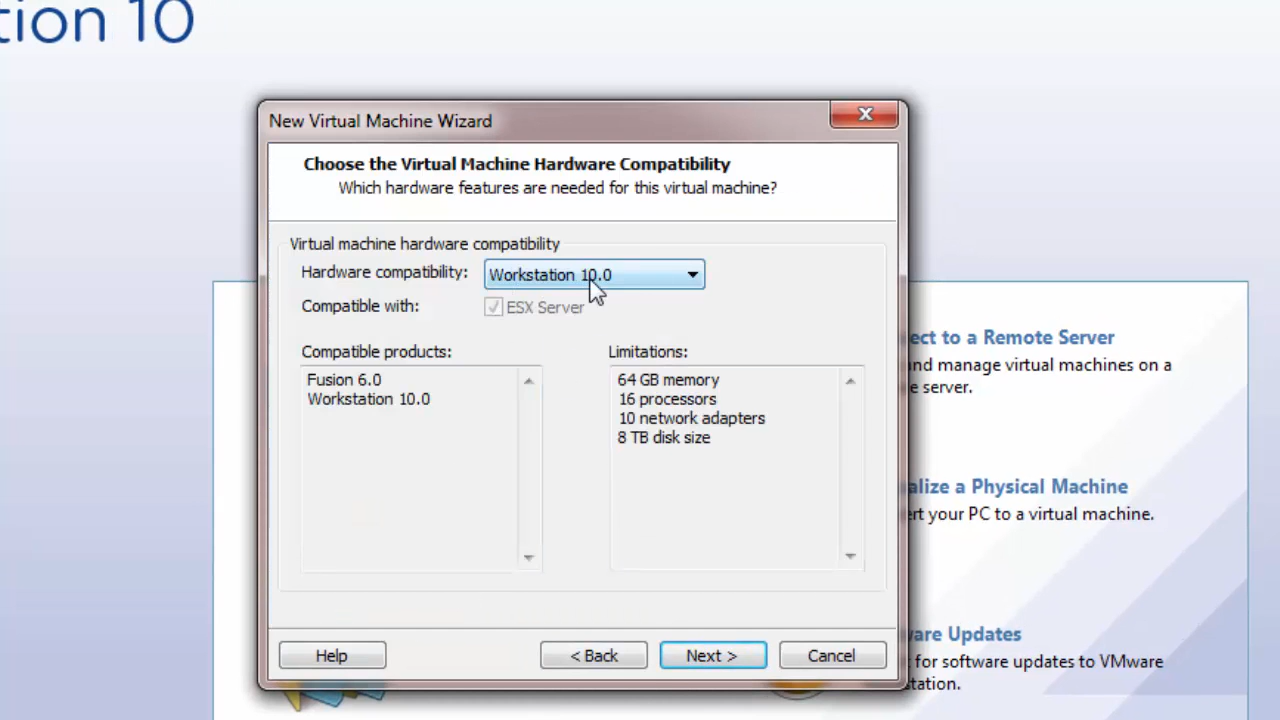 tion 10
New Virtual Machine Wizard
Choose the Virtual Machine Hardware Compatibility
Which hardware features are needed for this virtual machine?
Virtual machine hardware compatibility
Hardware compatibility: Workstation 10.0
Compatible with: ESX Server
Compatible products: Limitations:
Fusion 6.0 64 GB memory
Workstation 10.0 16 processors
10 network adapters
8 TB disk size
Help < Back Next > Cancel
ect to a Remote Server
nd manage virtual machines on a
e server.
alize a Physical Machine
ert your PC to a virtual machine.
ware Updates
for software updates to VMware
station.